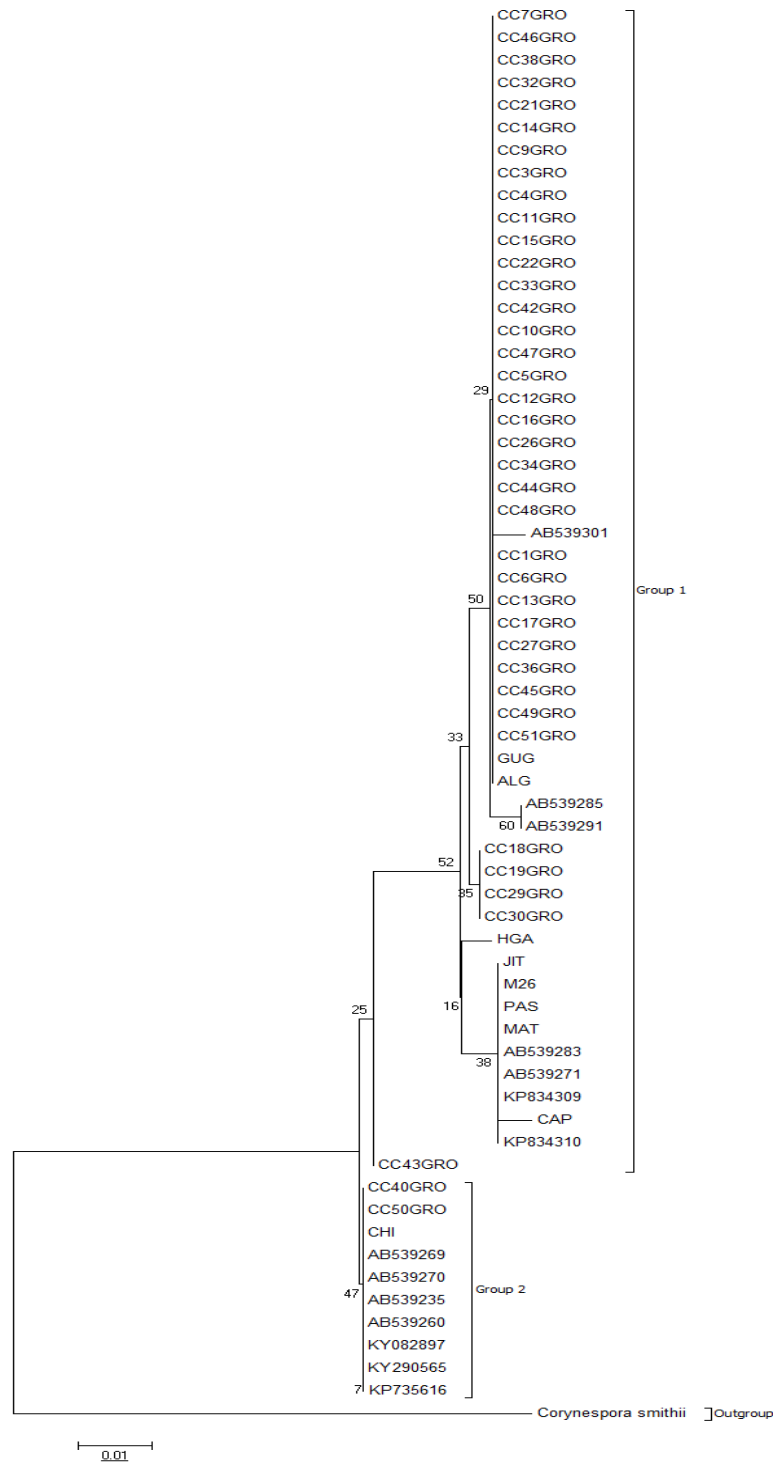 CC7GRO
CC46GRO
CC38GRO
CC32GRO
CC21GRO
CC14GRO
CC9GRO
CC3GRO
CC4GRO
CC11GRO
CC15GRO
CC22GRO
CC33GRO
CC42GRO
CC10GRO
CC47GRO
CC5GRO
29
CC12GRO
CC16GRO
CC26GRO
CC34GRO
CC44GRO
CC48GRO
AB539301
CC1GRO
CC6GRO
Group 1
50
CC13GRO
CC17GRO
CC27GRO
CC36GRO
CC45GRO
CC49GRO
33
CC51GRO
GUG
ALG
AB539285
60
AB539291
CC18GRO
52
CC19GRO
35
CC29GRO
CC30GRO
HGA
JIT
M26
16
PAS
25
MAT
AB539283
38
AB539271
KP834309
CAP
KP834310
CC43GRO
CC40GRO
CC50GRO
CHI
AB539269
AB539270
Group 2
47
AB539235
AB539260
KY082897
KY290565
7
KP735616
Corynespora smithii
Outgroup
0.01